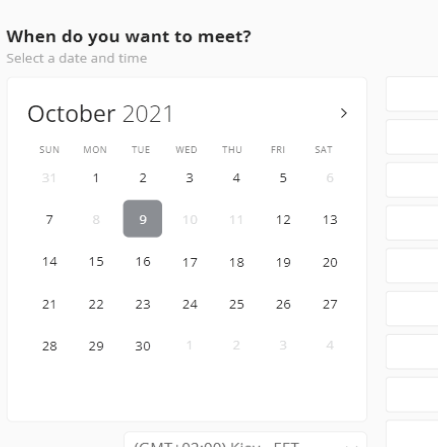 When do you want to meet?
Select a date and time
October 2021
SUN MON TUE WED THU FRI SAT
31 1 2 3 4 5 6
7 8 9 10 11 12 13
14 15 16 17 18 19 20
21 22 23 24 25 26 27
28 29 30 1 2 3 4